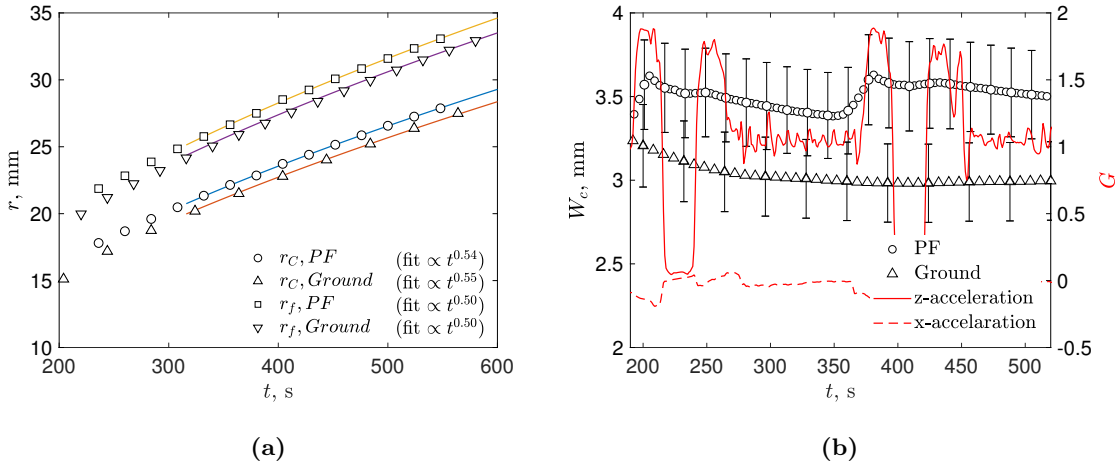 35
30
25
20
15
10
r, mm
200 300 400 500 600
t, s
r_C, PF (fit ∝ t^0.54)
r_C, Ground (fit ∝ t^0.55)
r_f, PF (fit ∝ t^0.50)
r_f, Ground (fit ∝ t^0.50)
(a)
4
3.5
3
2.5
2
W_c, mm
2
1.5
1
0.5
0
-0.5
G
200 250 300 350 400 450 500
t, s
PF
Ground
z-acceleration
x-accelaration
(b)